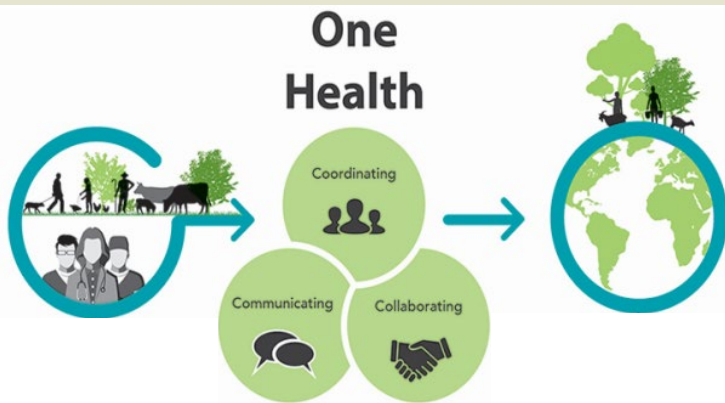 One
Health
Coordinating
Communicating
Collaborating